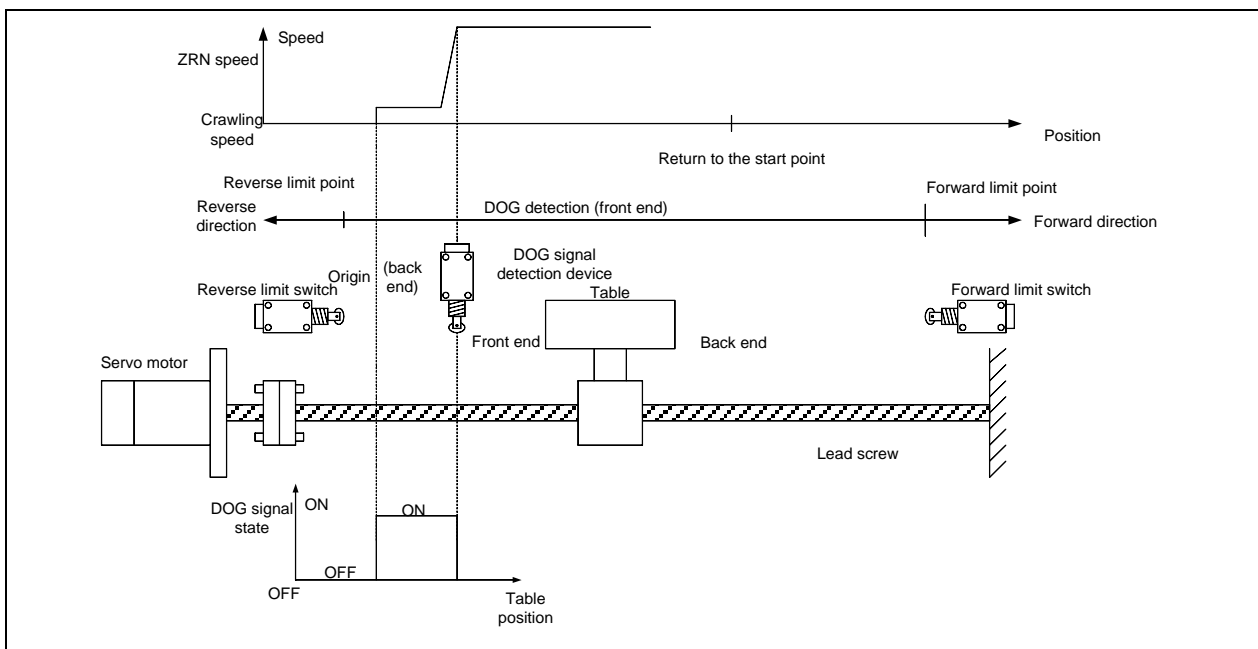 Speed
ZRN speed
Crawling
speed
Position
Return to the start point
Reverse limit point
Forward limit point
Reverse
direction
DOG detection (front end)
Forward direction
Origin
(back
end)
DOG signal
detection device
Reverse limit switch
Table
Forward limit switch
Front end
Back end
Servo motor
Lead screw
DOG signal
state
ON
ON
OFF
OFF
Table
position